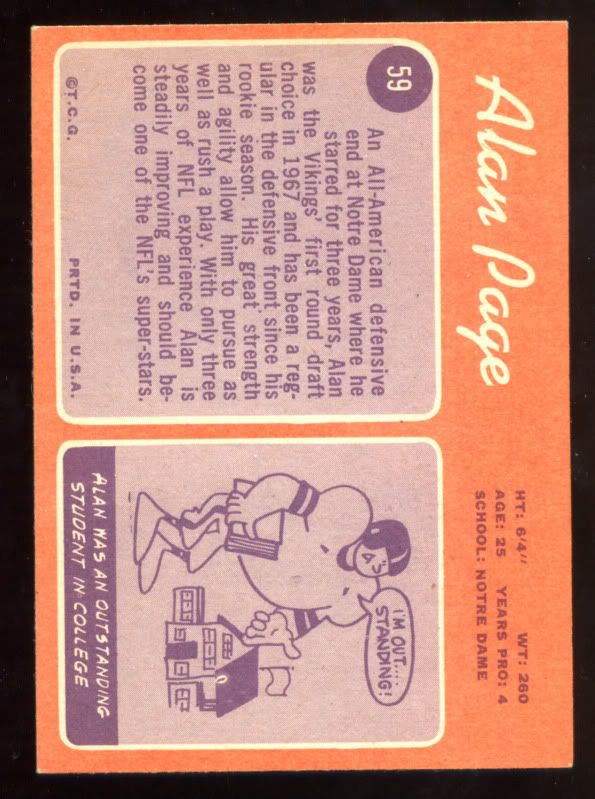 Alan Page
HT: 6'4" WT: 260
AGE: 25 YEARS PRO: 4
SCHOOL: NOTRE DAME
59
An All-American defensive
end at Notre Dame where he
starred for three years, Alan
was the Vikings' first round draft
choice in 1967 and has been a reg-
ular in the defensive front since his
rookie season. His great strength
and agility allow him to pursue as
well as rush a play. With only three
years of NFL experience Alan is
steadily improving and should be-
come one of the NFL's super-stars.
©T.C.G. PRTD. IN U.S.A.
43
I'M OUT....
STANDING!
ALAN WAS AN OUTSTANDING
STUDENT IN COLLEGE